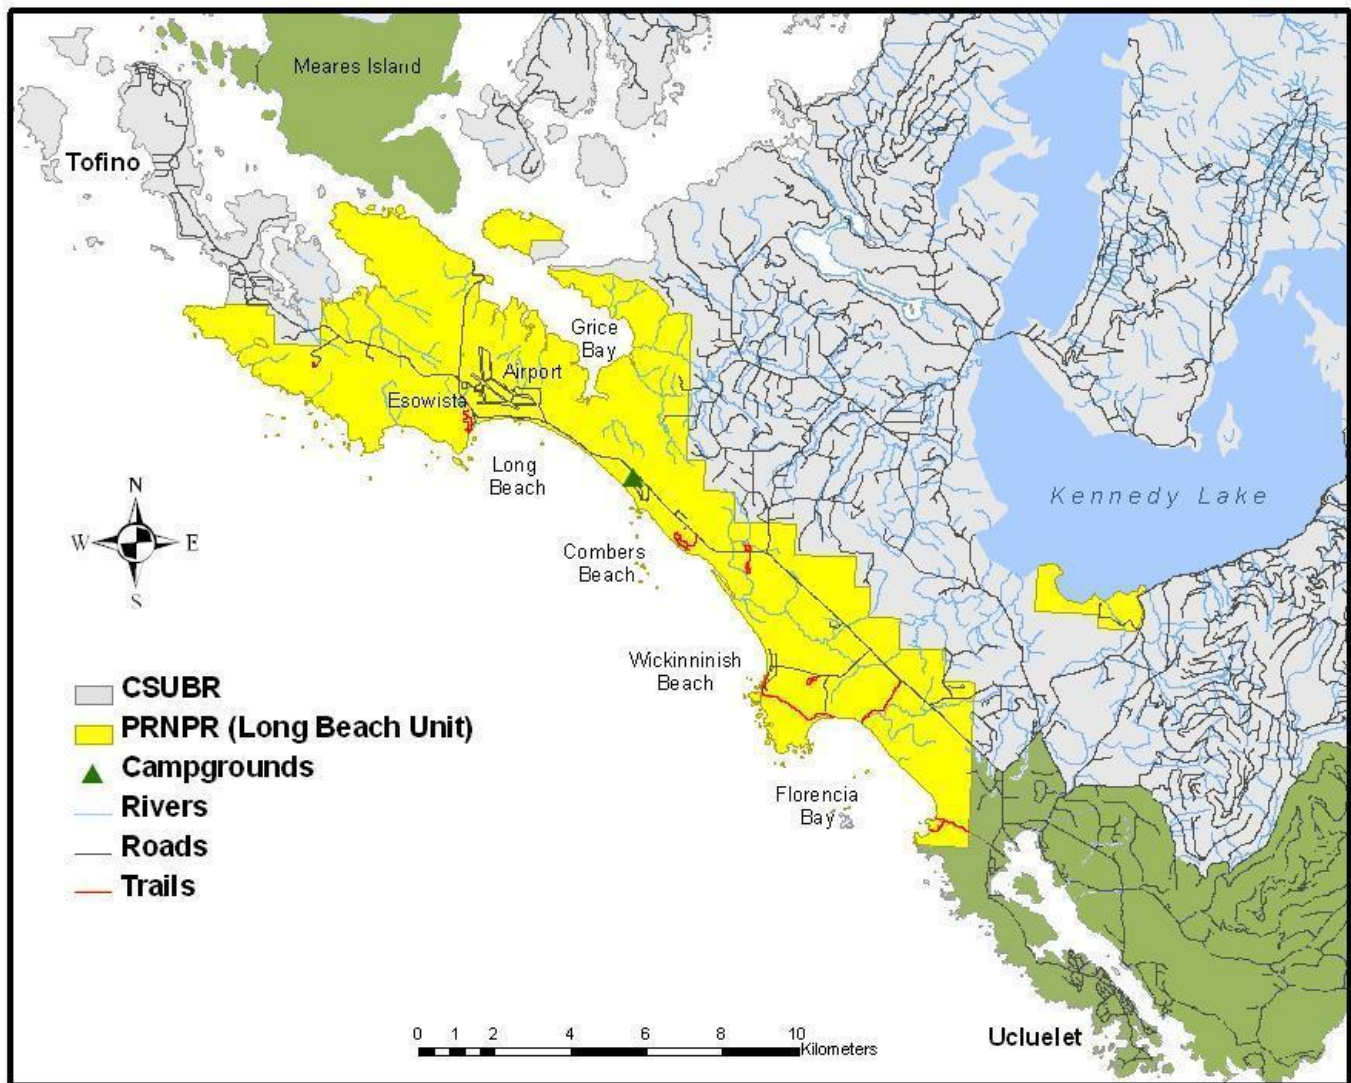 Meares Island
Tofino
Grice
Bay
Airport
Esowista
Long
Beach
Kennedy Lake
N
W
E
S
Combers
Beach
Wickinninish
Beach
CSUBR
PRNPR (Long Beach Unit)
Campgrounds
Rivers
Roads
Trails
Florencia
Bay
Ucluelet
0 1 2 4 6 8 10
Kilometers